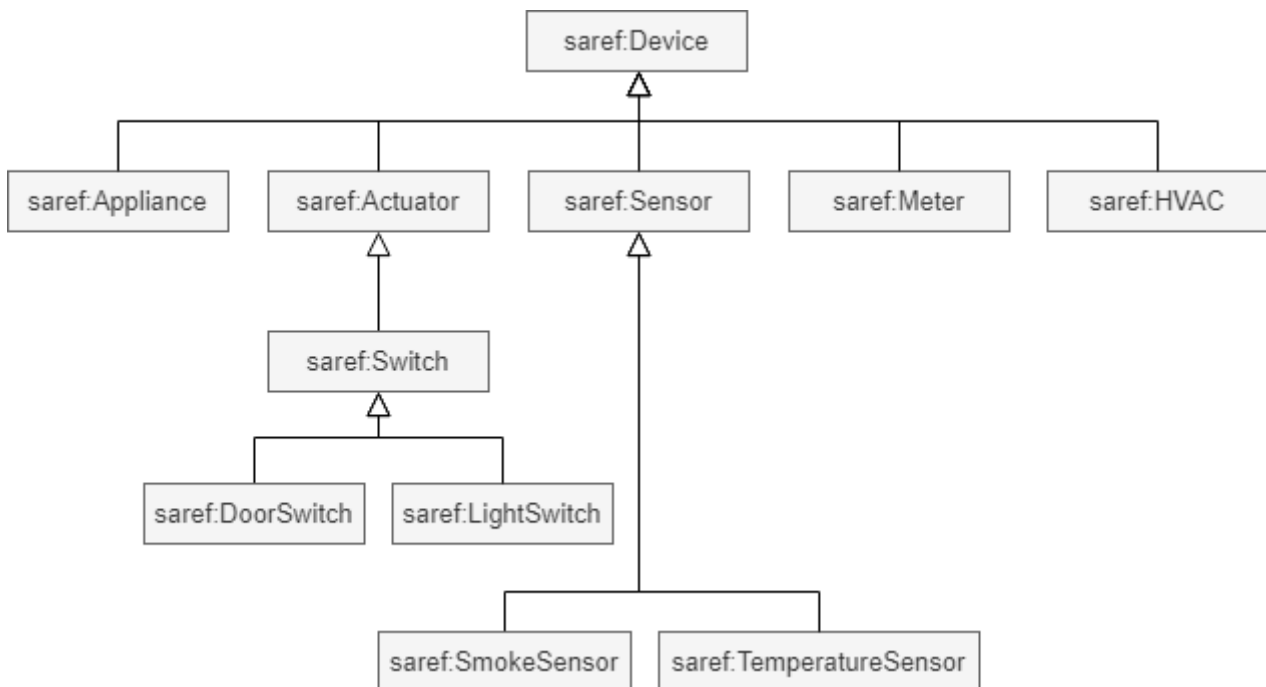 saref:Device
saref:Appliance
saref:Actuator
saref:Sensor
saref:Meter
saref:HVAC
saref:Switch
saref:DoorSwitch
saref:LightSwitch
saref:SmokeSensor
saref:TemperatureSensor